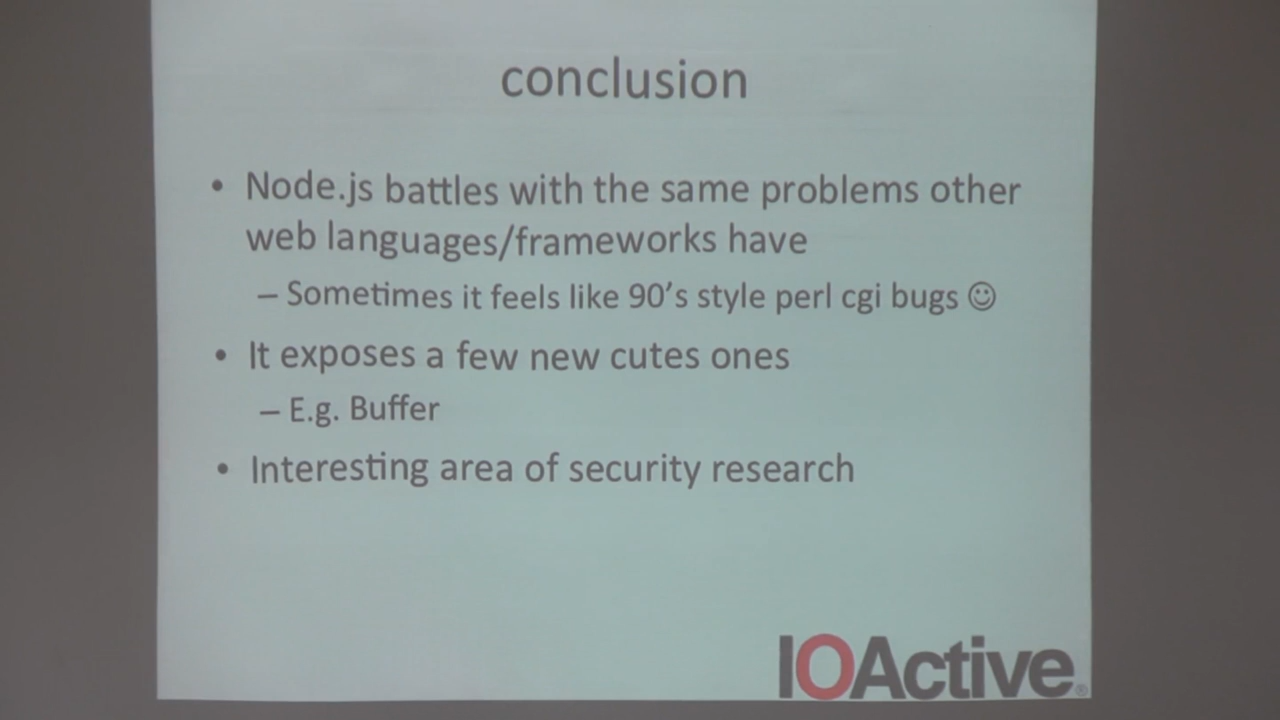 conclusion
• Node.js battles with the same problems other
web languages/frameworks have
– Sometimes it feels like 90's style perl cgi bugs ☺
• It exposes a few new cutes ones
– E.g. Buffer
• Interesting area of security research
IOActive®